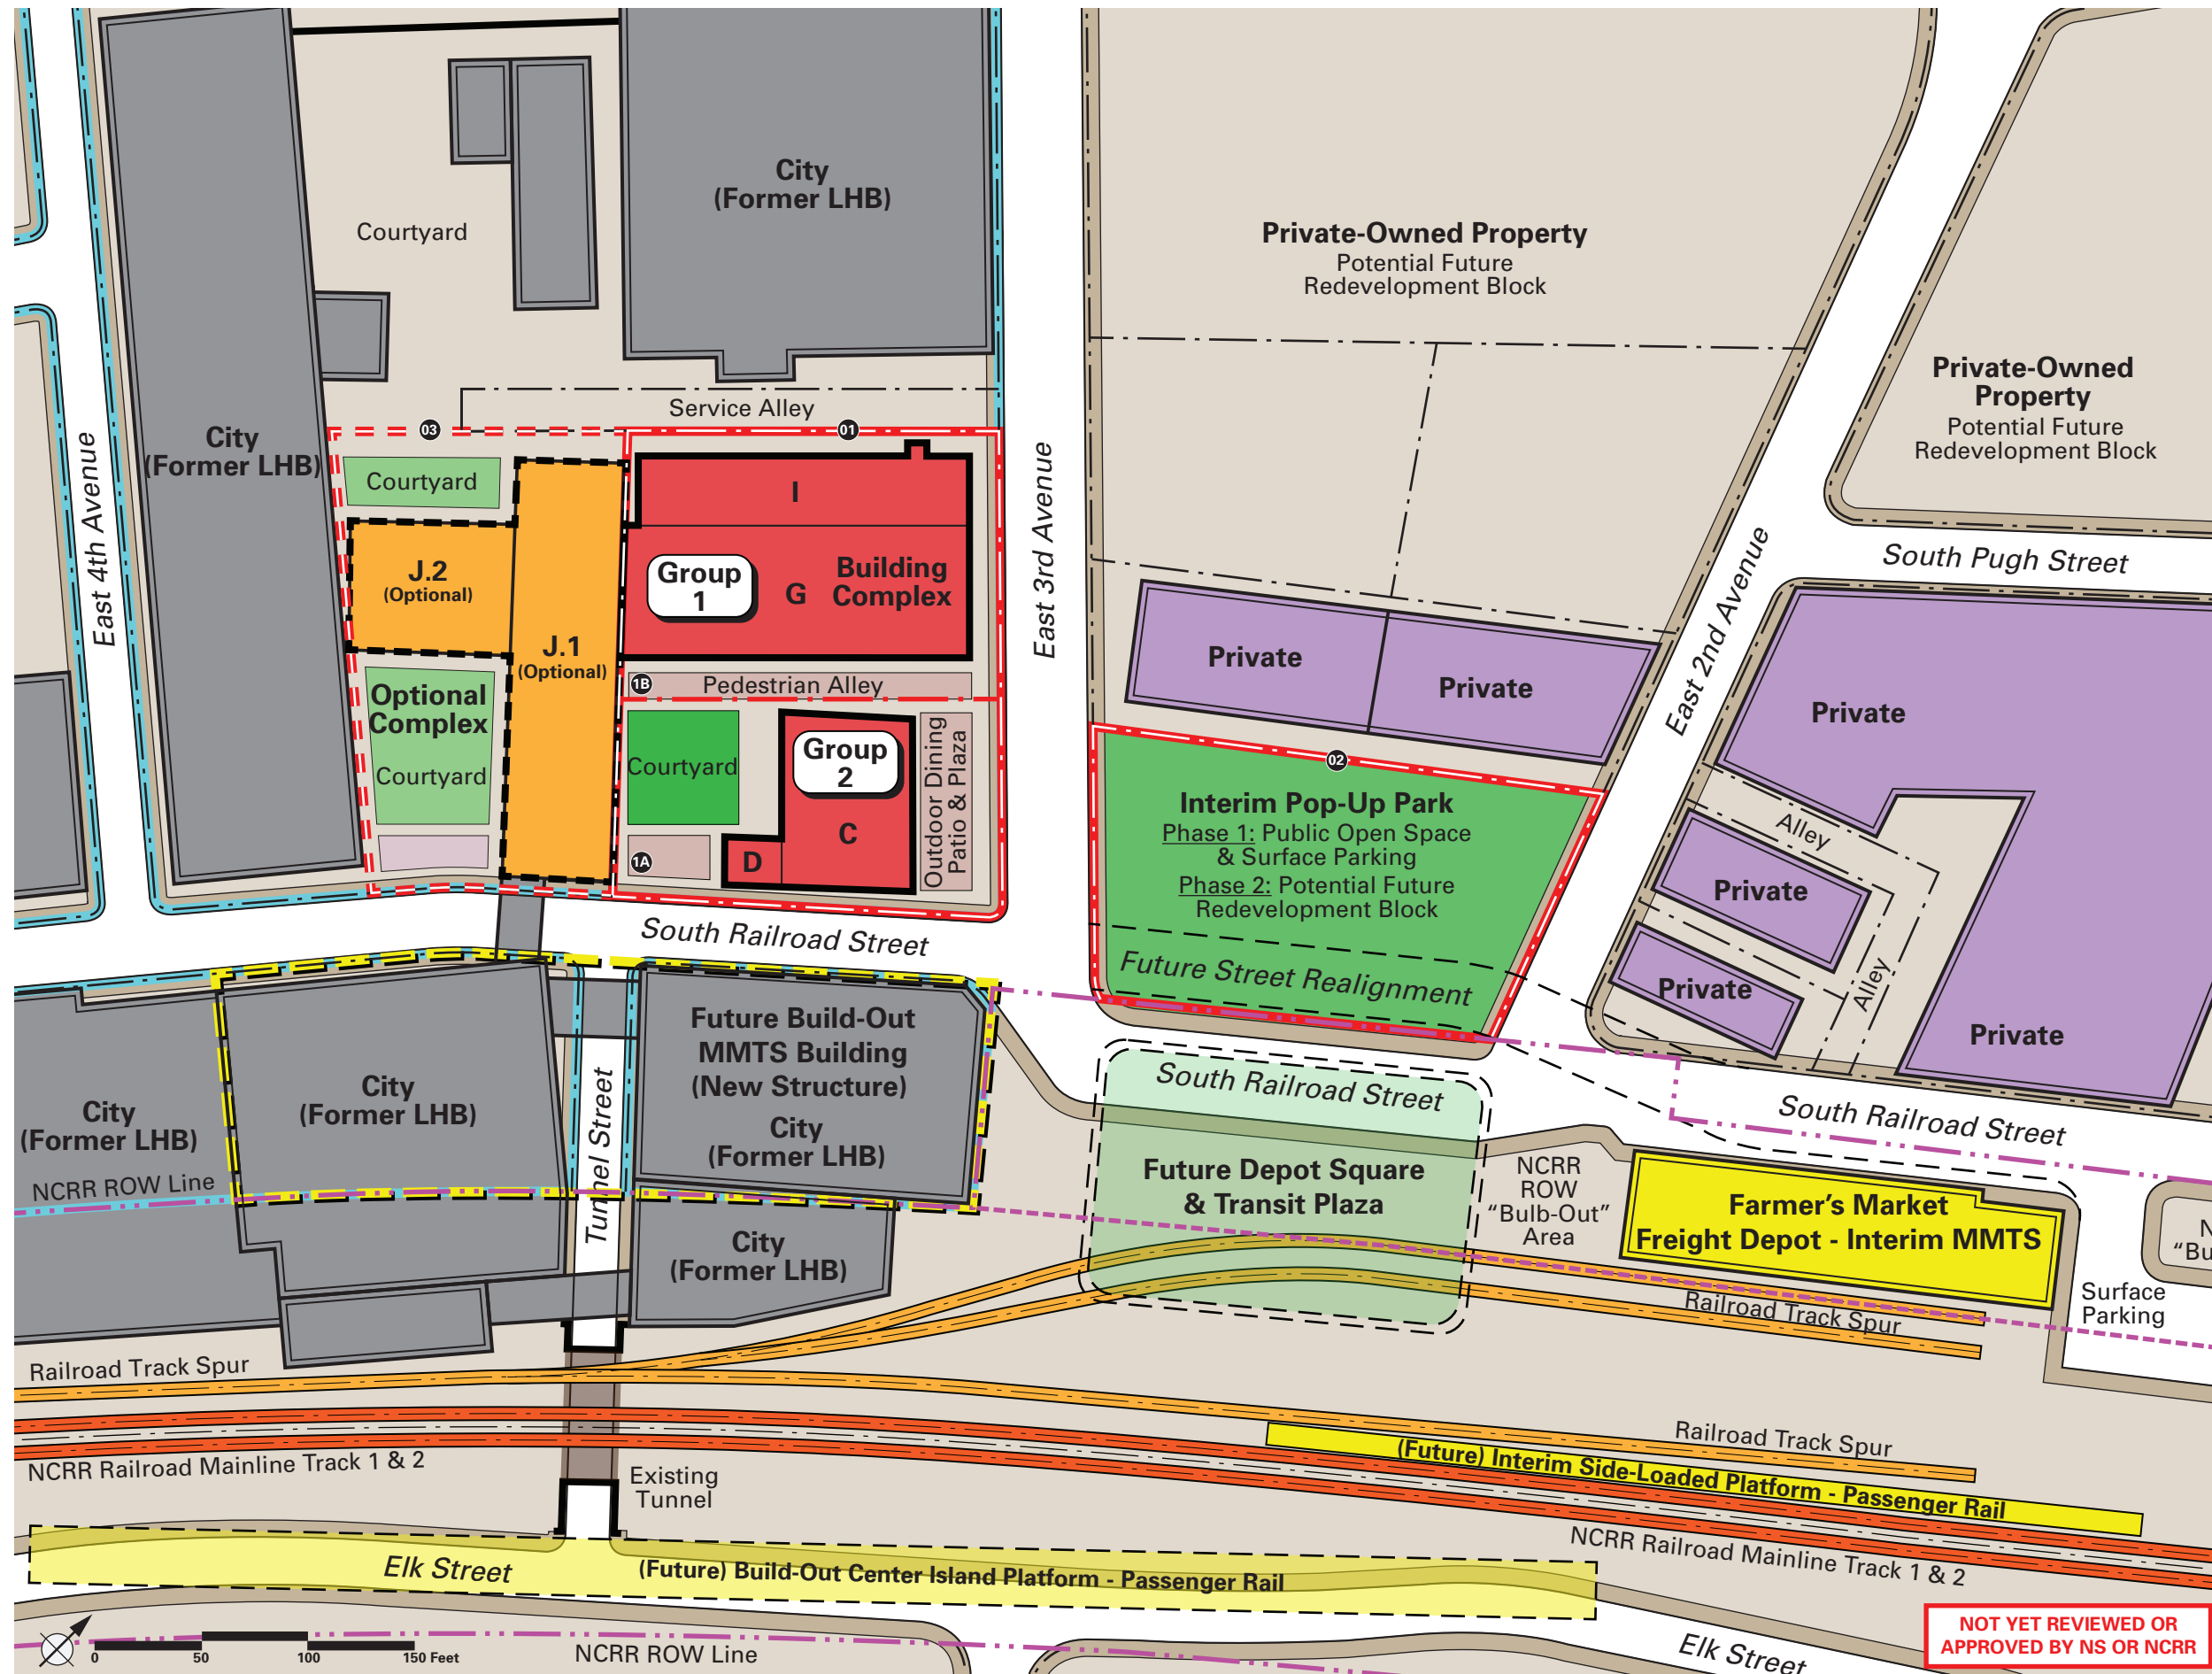 City
(Former LHB)
Courtyard
Private-Owned Property
Potential Future
Redevelopment Block
Private-Owned
Property
Potential Future
Redevelopment Block
Service Alley
03
01
City
(Former LHB)
East 4th Avenue
Courtyard
I
J.2
(Optional)
Group
1
G
Building
Complex
East 3rd Avenue
South Pugh Street
East 2nd Avenue
J.1
(Optional)
Private
Private
Private
1B
Pedestrian Alley
Optional
Complex
Courtyard
Courtyard
Group
2
C
D
1A
Outdoor Dining
Patio & Plaza
02
Interim Pop-Up Park
Phase 1: Public Open Space
& Surface Parking
Phase 2: Potential Future
Redevelopment Block
Future Street Realignment
Alley
Private
Alley
Private
Private
South Railroad Street
Future Build-Out
MMTS Building
(New Structure)
City
(Former LHB)
City
(Former LHB)
City
(Former LHB)
Tunnel Street
NCRR ROW Line
South Railroad Street
South Railroad Street
Future Depot Square
& Transit Plaza
NCRR
ROW
“Bulb-Out”
Area
Farmer’s Market
Freight Depot - Interim MMTS
N
“Bu
City
(Former LHB)
Surface
Parking
Railroad Track Spur
Railroad Track Spur
Railroad Track Spur
NCRR Railroad Mainline Track 1 & 2
(Future) Interim Side-Loaded Platform - Passenger Rail
Existing
Tunnel
NCRR Railroad Mainline Track 1 & 2
Elk Street
(Future) Build-Out Center Island Platform - Passenger Rail
NOT YET REVIEWED OR
APPROVED BY NS OR NCRR
0 50 100 150 Feet
NCRR ROW Line
Elk Street